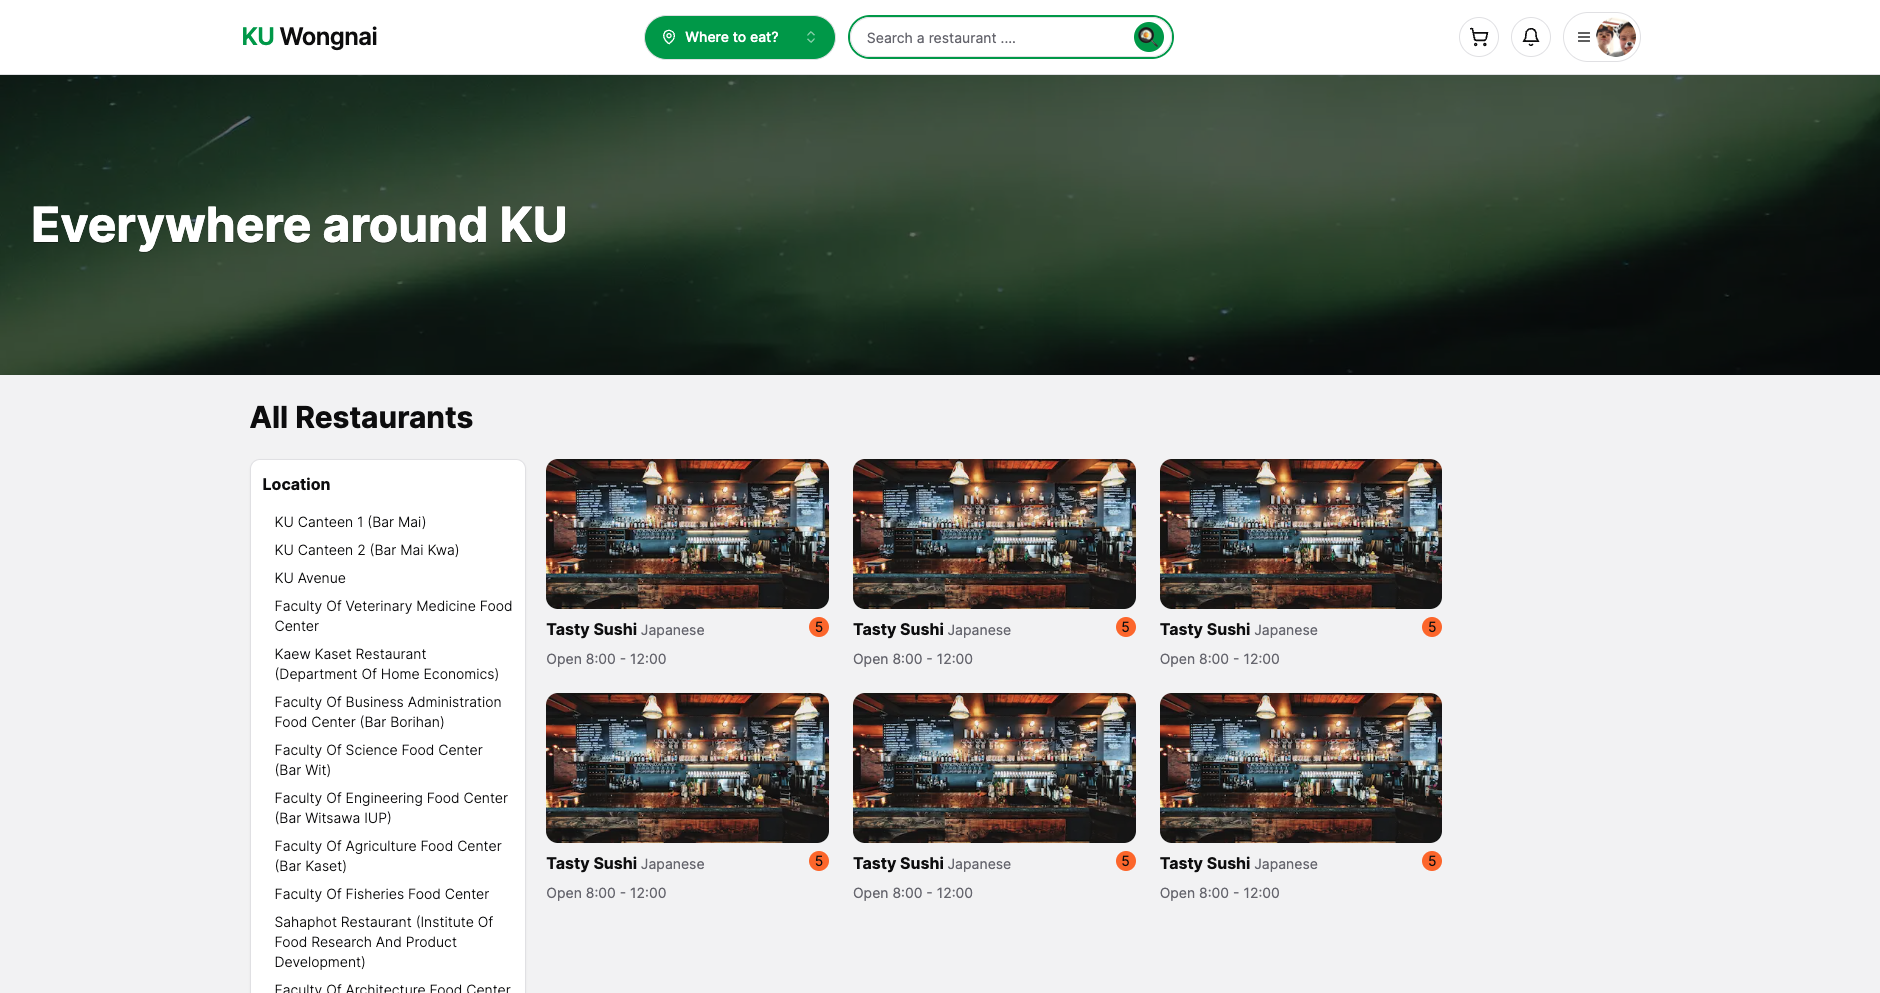 KU Wongnai
Where to eat?
Search a restaurant ....
Everywhere around KU
All Restaurants
Location
KU Canteen 1 (Bar Mai)
KU Canteen 2 (Bar Mai Kwa)
KU Avenue
Faculty Of Veterinary Medicine Food
Center
Kaew Kaset Restaurant
(Department Of Home Economics)
Faculty Of Business Administration
Food Center (Bar Borihan)
Faculty Of Science Food Center
(Bar Wit)
Faculty Of Engineering Food Center
(Bar Witsawa IUP)
Faculty Of Agriculture Food Center
(Bar Kaset)
Faculty Of Fisheries Food Center
Sahaphot Restaurant (Institute Of
Food Research And Product
Development)
Faculty Of Architecture Food Center
Tasty Sushi Japanese 5
Open 8:00 - 12:00
Tasty Sushi Japanese 5
Open 8:00 - 12:00
Tasty Sushi Japanese 5
Open 8:00 - 12:00
Tasty Sushi Japanese 5
Open 8:00 - 12:00
Tasty Sushi Japanese 5
Open 8:00 - 12:00
Tasty Sushi Japanese 5
Open 8:00 - 12:00